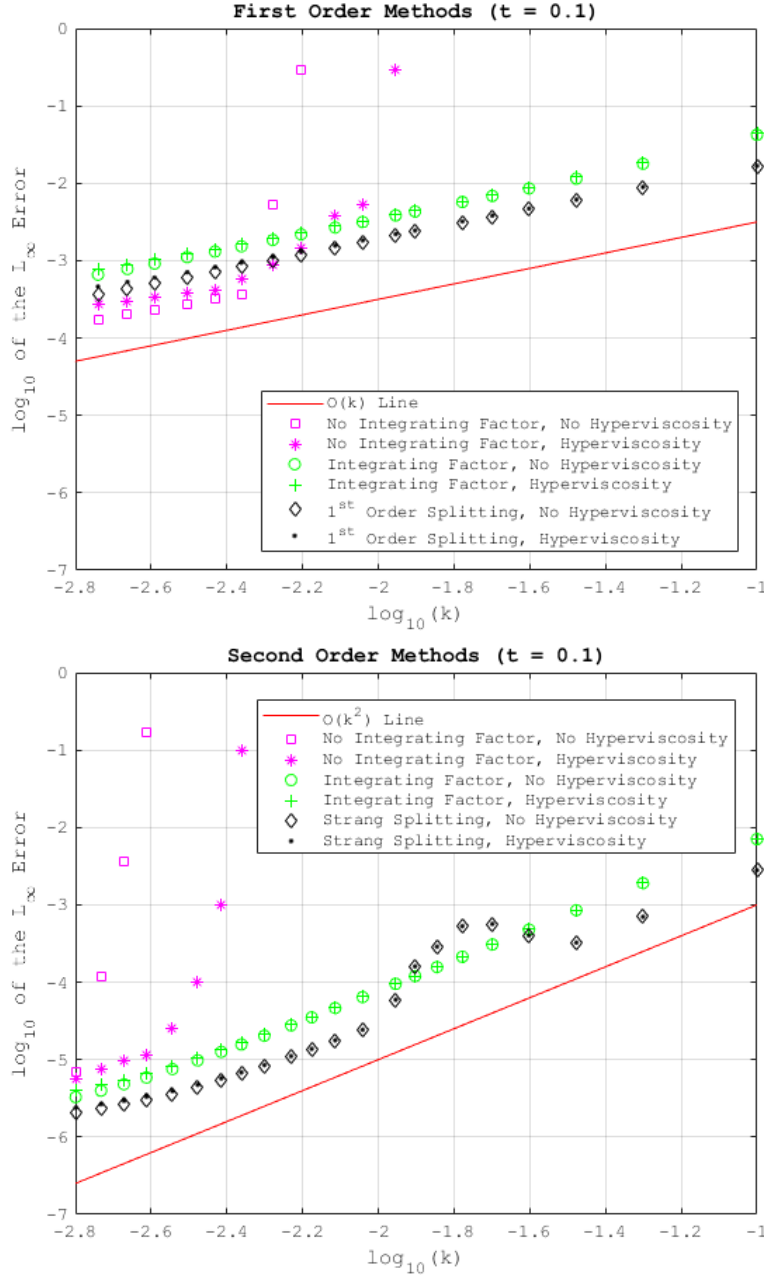 First Order Methods (t = 0.1)
0
-1
-2
-3
-4
-5
-6
-7
log10 of the L∞ Error
O(k) Line
No Integrating Factor, No Hyperviscosity
No Integrating Factor, Hyperviscosity
Integrating Factor, No Hyperviscosity
Integrating Factor, Hyperviscosity
1st Order Splitting, No Hyperviscosity
1st Order Splitting, Hyperviscosity
-2.8 -2.6 -2.4 -2.2 -2 -1.8 -1.6 -1.4 -1.2 -1
log10(k)
Second Order Methods (t = 0.1)
0
-1
-2
-3
-4
-5
-6
-7
log10 of the L∞ Error
O(k2) Line
No Integrating Factor, No Hyperviscosity
No Integrating Factor, Hyperviscosity
Integrating Factor, No Hyperviscosity
Integrating Factor, Hyperviscosity
Strang Splitting, No Hyperviscosity
Strang Splitting, Hyperviscosity
-2.8 -2.6 -2.4 -2.2 -2 -1.8 -1.6 -1.4 -1.2 -1
log10(k)